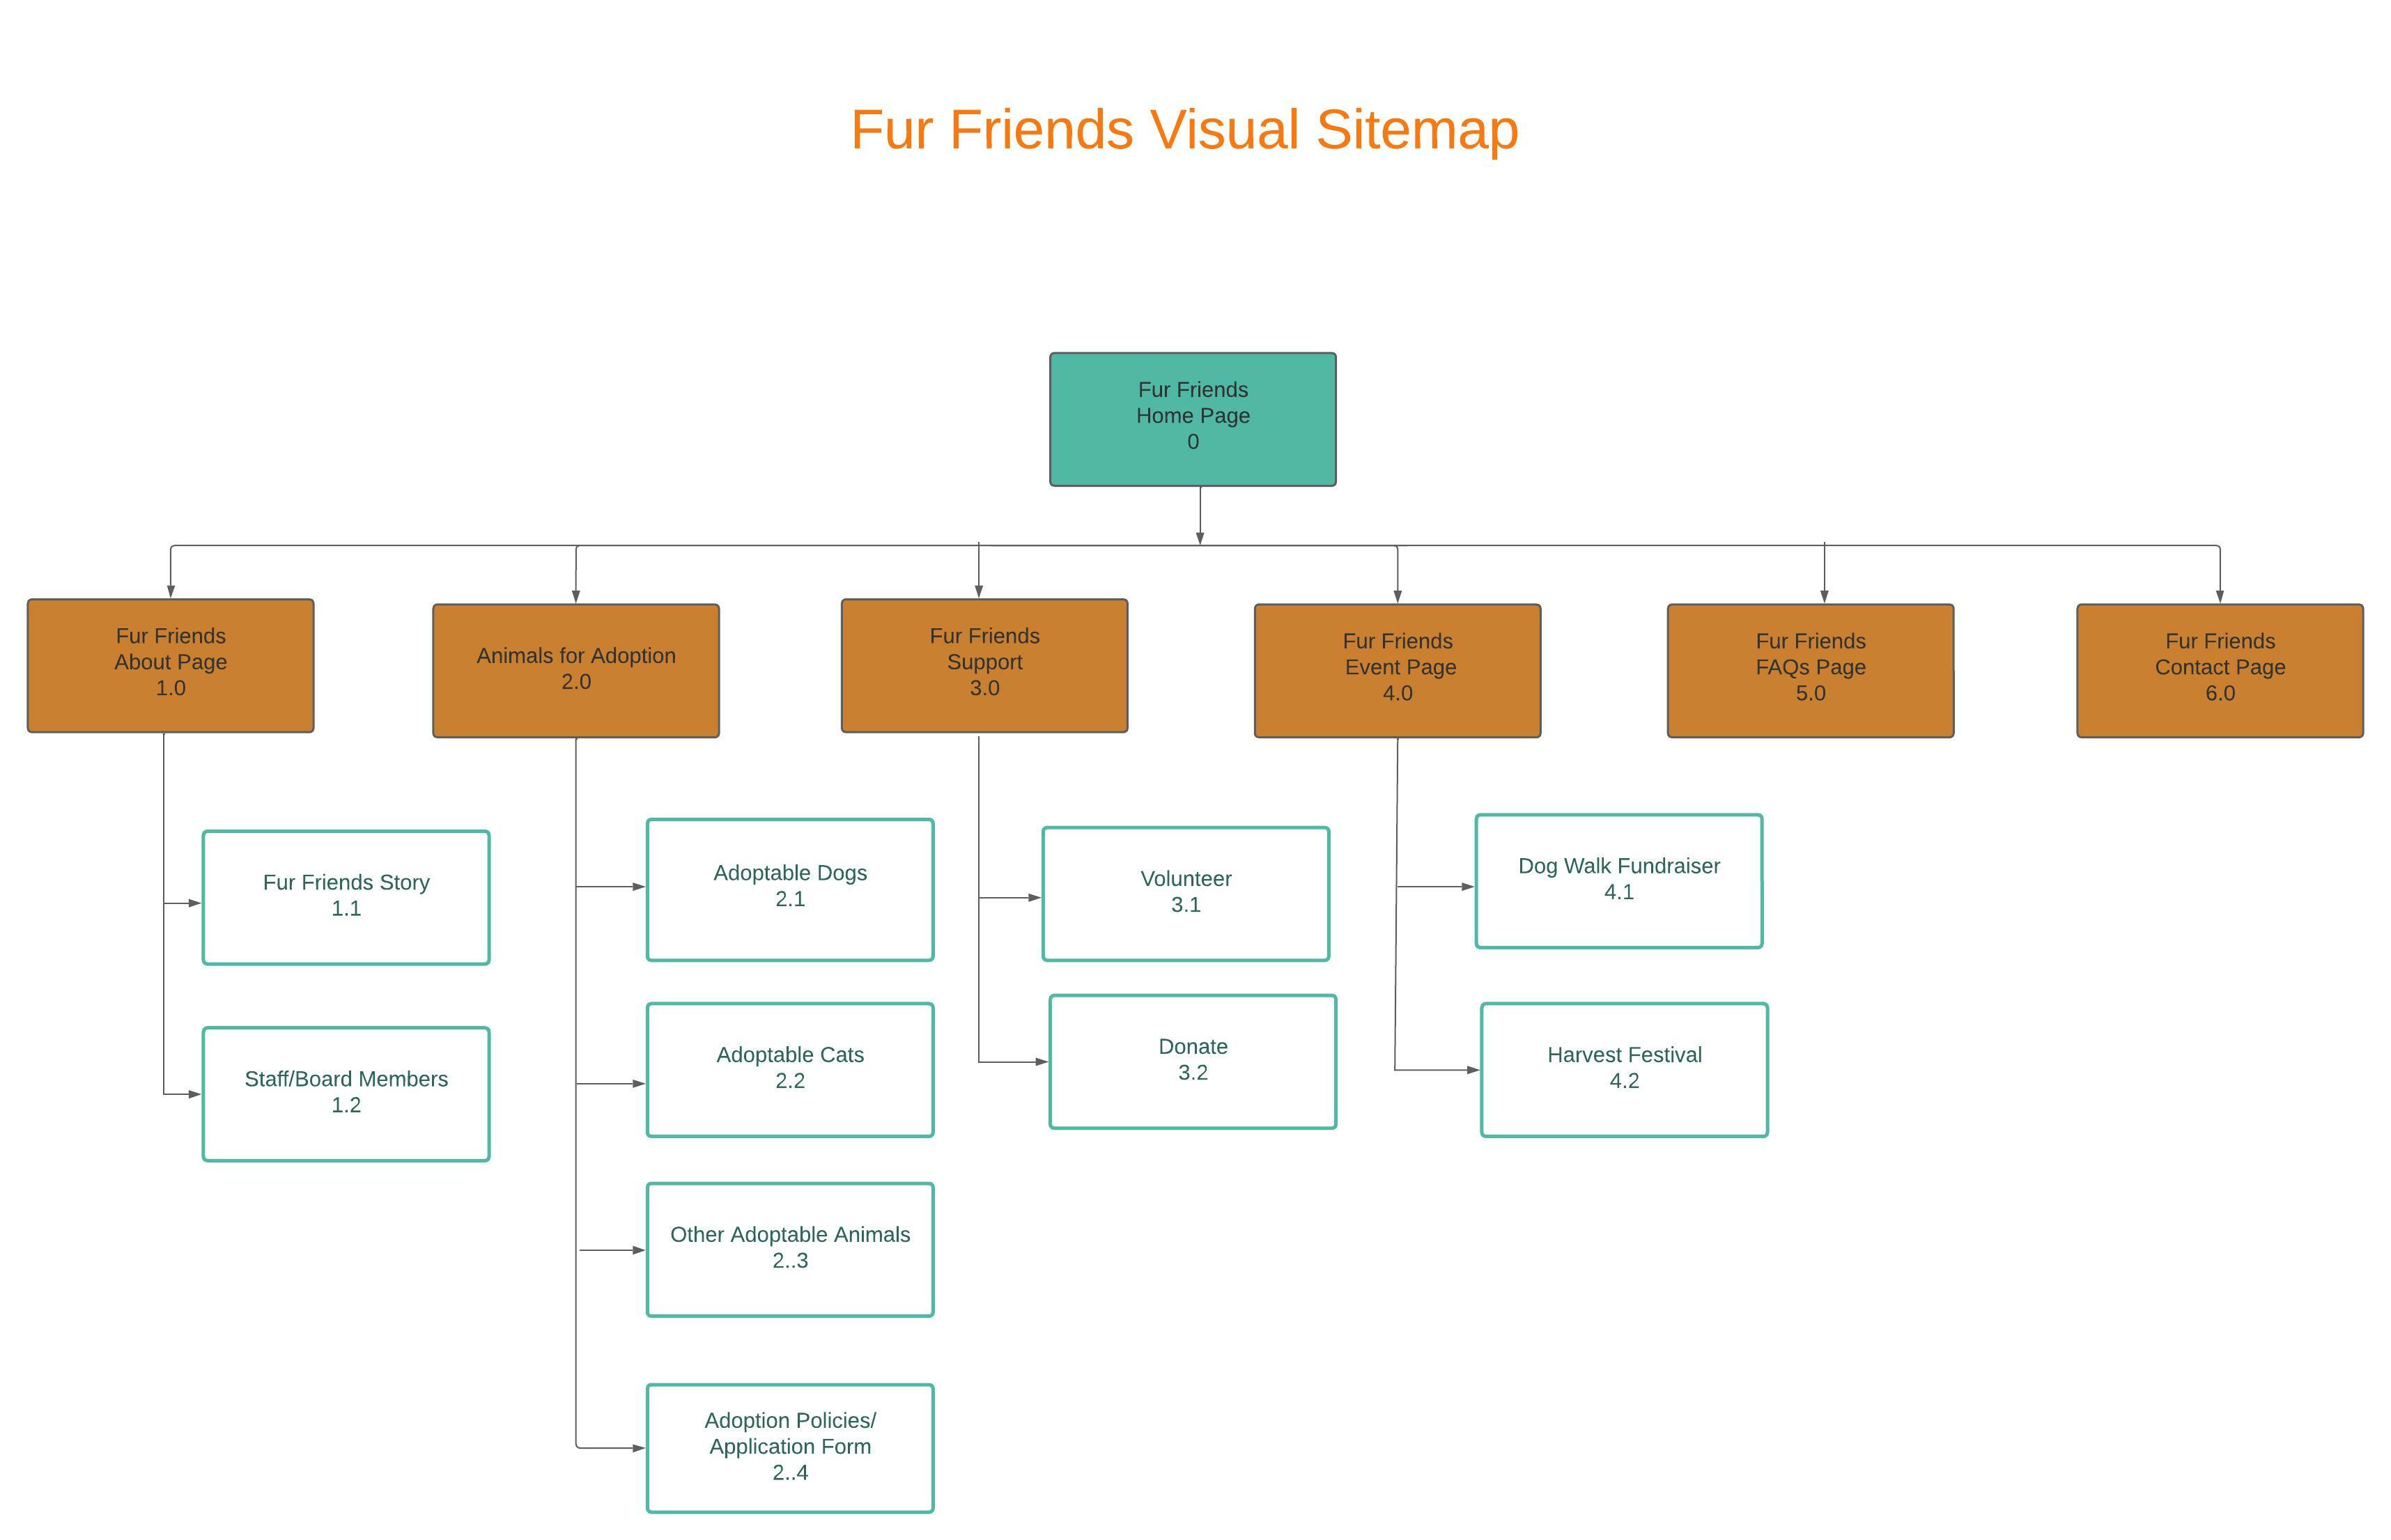 Fur Friends Visual Sitemap
Fur Friends
Home Page
0
Fur Friends
About Page
1.0
Animals for Adoption
2.0
Fur Friends
Support
3.0
Fur Friends
Event Page
4.0
Fur Friends
FAQs Page
5.0
Fur Friends
Contact Page
6.0
Fur Friends Story
1.1
Staff/Board Members
1.2
Adoptable Dogs
2.1
Adoptable Cats
2.2
Other Adoptable Animals
2..3
Adoption Policies/
Application Form
2..4
Volunteer
3.1
Donate
3.2
Dog Walk Fundraiser
4.1
Harvest Festival
4.2